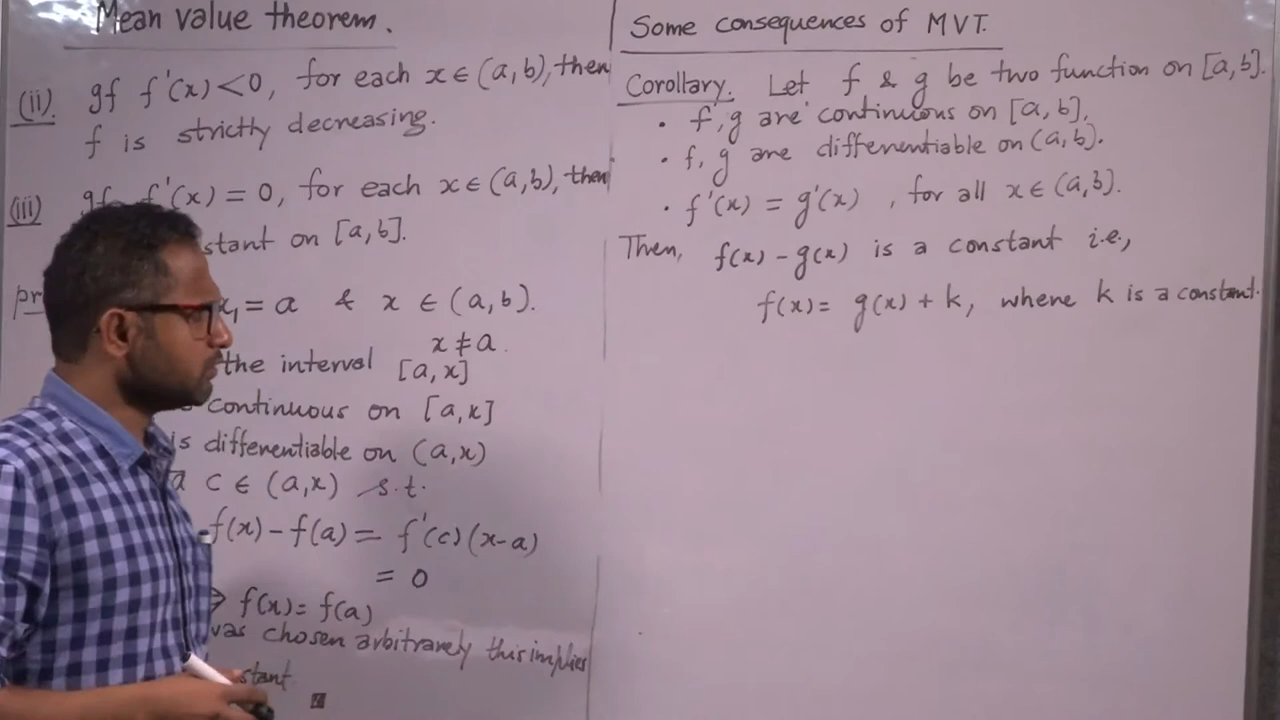 Mean value theorem.
(ii). If f'(x) < 0, for each x ∈ (a, b), then
f is strictly decreasing.
(iii) If f'(x) = 0, for each x ∈ (a, b), then
stant on [a, b].
pr x₁ = a & x ∈ (a, b).
x ≠ a.
the interval [a, x]
continuous on [a, x]
is differentiable on (a, x)
c ∈ (a, x) s.t.
f(x) - f(a) = f'(c) (x-a)
= 0
⇒ f(x) = f(a)
was chosen arbitrarely this implies
stant
Some consequences of MVT.
Corollary. Let f & g be two function on [a, b].
• f, g are continuous on [a, b],
• f, g are differentiable on (a, b).
• f'(x) = g'(x) , for all x ∈ (a, b).
Then, f(x) - g(x) is a constant i.e.,
f(x) = g(x) + k, where k is a constant.